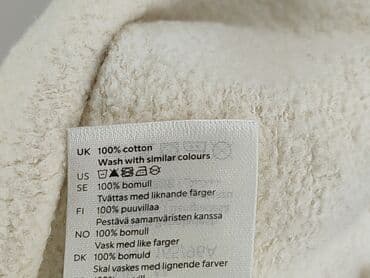 UK 100% cotton
Wash with similar colours
US
SE 100% bomull
Tvättas med liknande färger
FI 100% puuvillaa
Pestävä samanväristen kanssa
NO 100% bomull
Vask med like farger
DK 100% bomuld
Skal vaskes med lignende farver